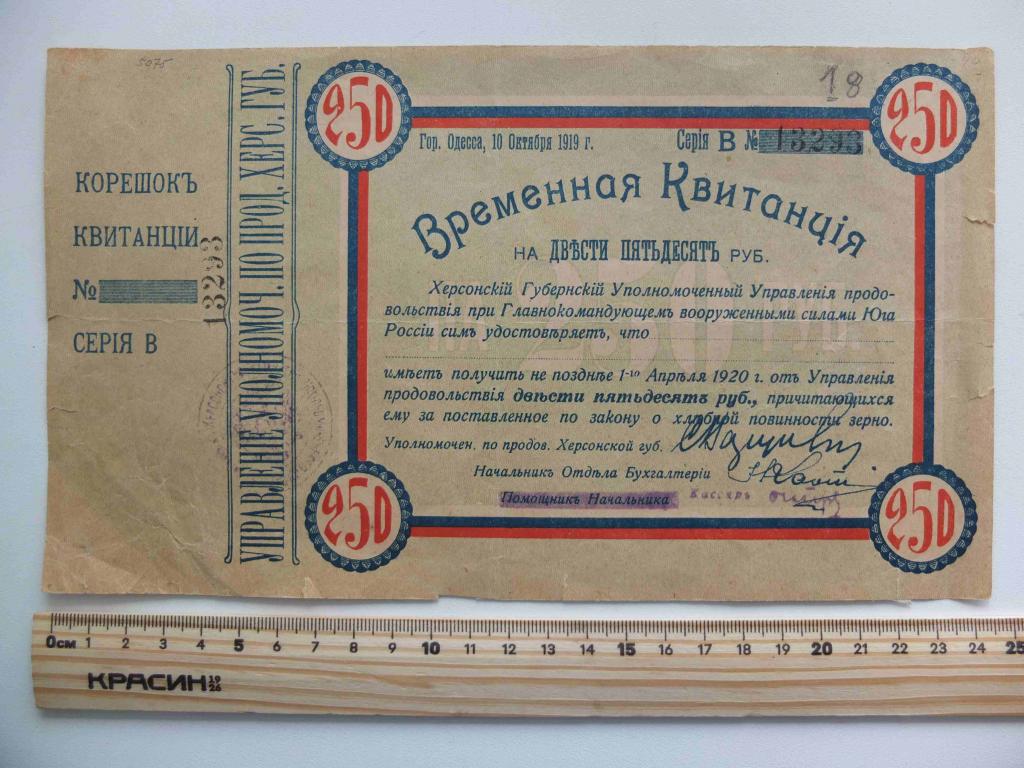 5075
КОРЕШОКЪ
КВИТАНЦІИ
№
13293
СЕРІЯ В
УПРАВЛЕНІЕ УПОЛНОМОЧ. ПО ПРОД. ХЕРС. ГУБ.
250
250
18
Гор. Одесса, 10 Октября 1919 г. Серія В № 13293
Временная Квитанція
НА ДВѢСТИ ПЯТЬДЕСЯТЪ РУБ.
Херсонскій Губернскій Уполномоченный Управленія продо-
вольствія при Главнокомандующемъ вооруженными силами Юга
Россіи симъ удостовѣряетъ, что
имѣетъ получить не позднѣе 1-го Апрѣля 1920 г. отъ Управленія
продовольствія двѣсти пятьдесятъ руб., причитающихся
ему за поставленное по закону о хлѣбной повинности зерно.
Уполномочен. по продов. Херсонской губ.
Начальникъ Отдѣла Бухгалтеріи
Помощникъ Начальника Кассиръ
250
250
0см 1 2 3 4 5 6 7 8 9 10 11 12 13 14 15 16 17 18 19 20 21 22 23 24 25
КРАСИН 1926